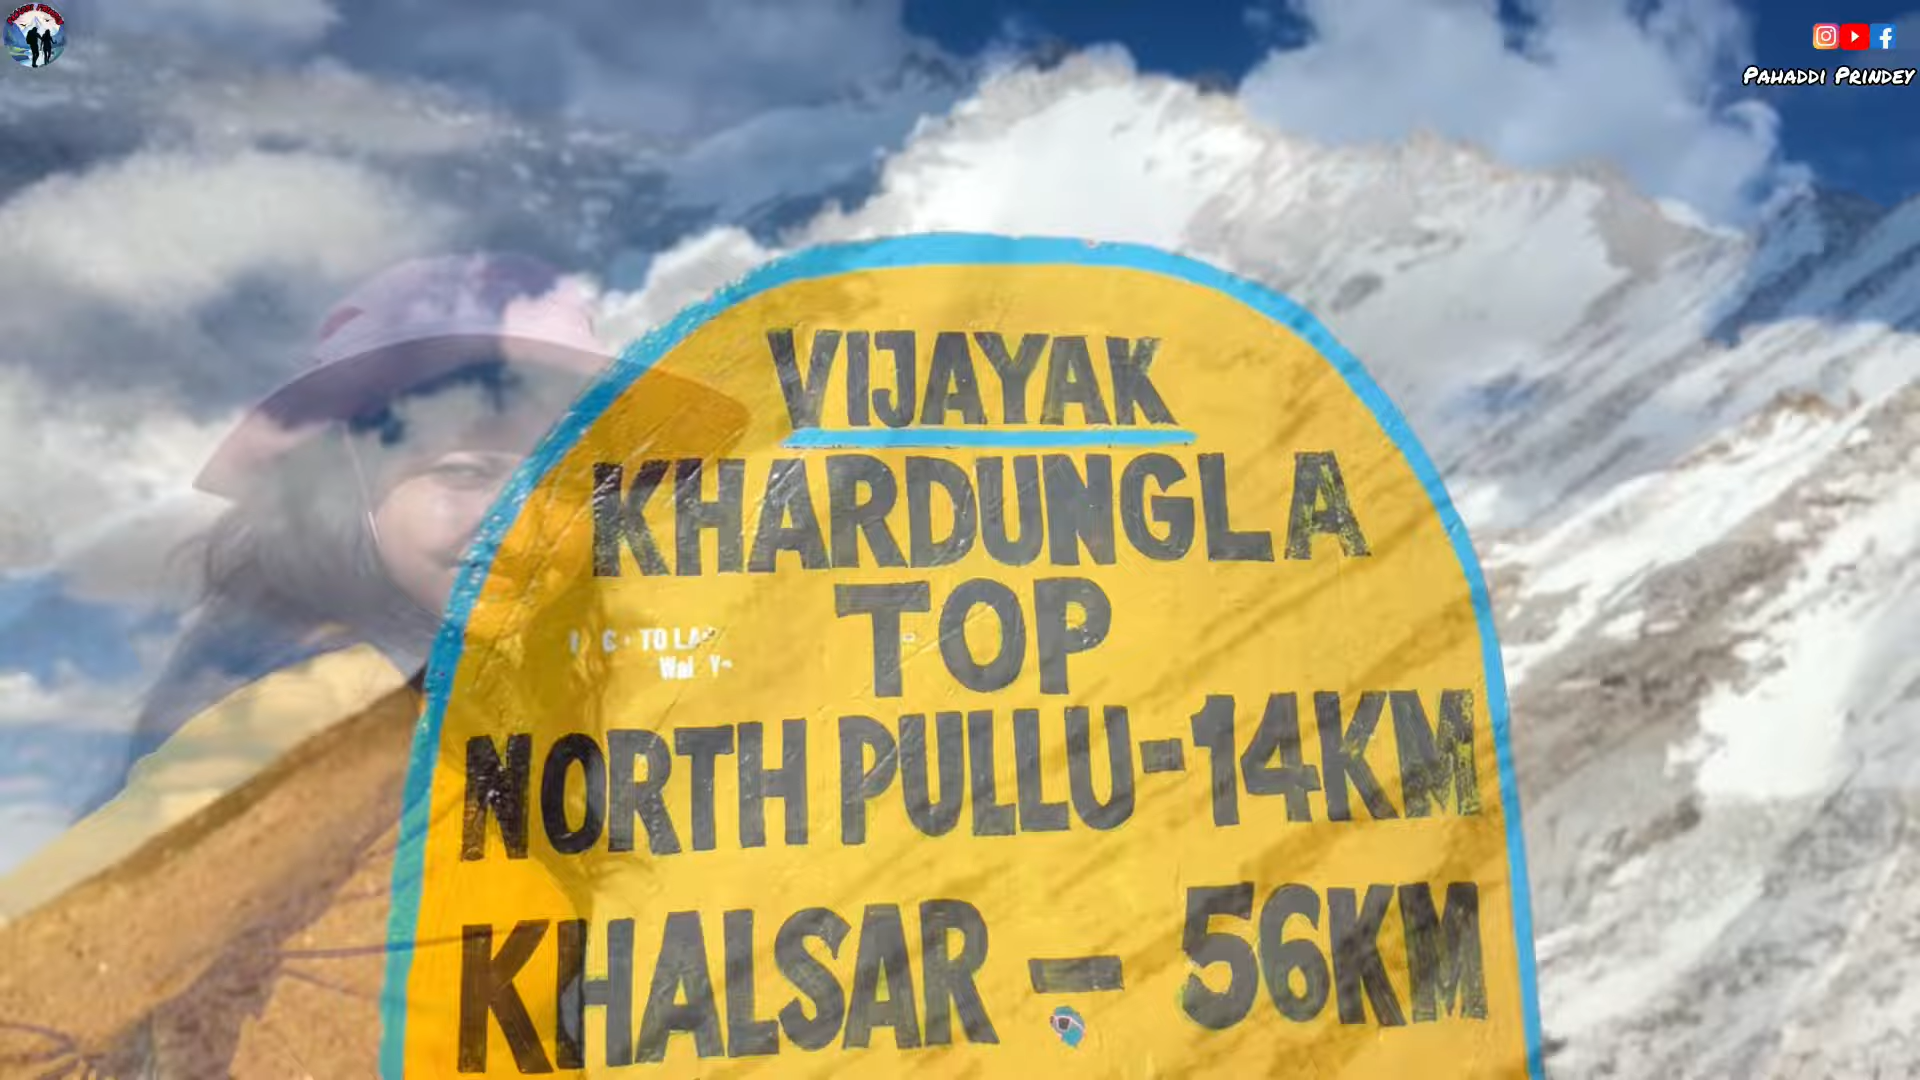 Pahaddi Prindey
VIJAYAK
KHARDUNGLA
TOP
NORTH PULLU-14KM
KHALSAR - 56KM